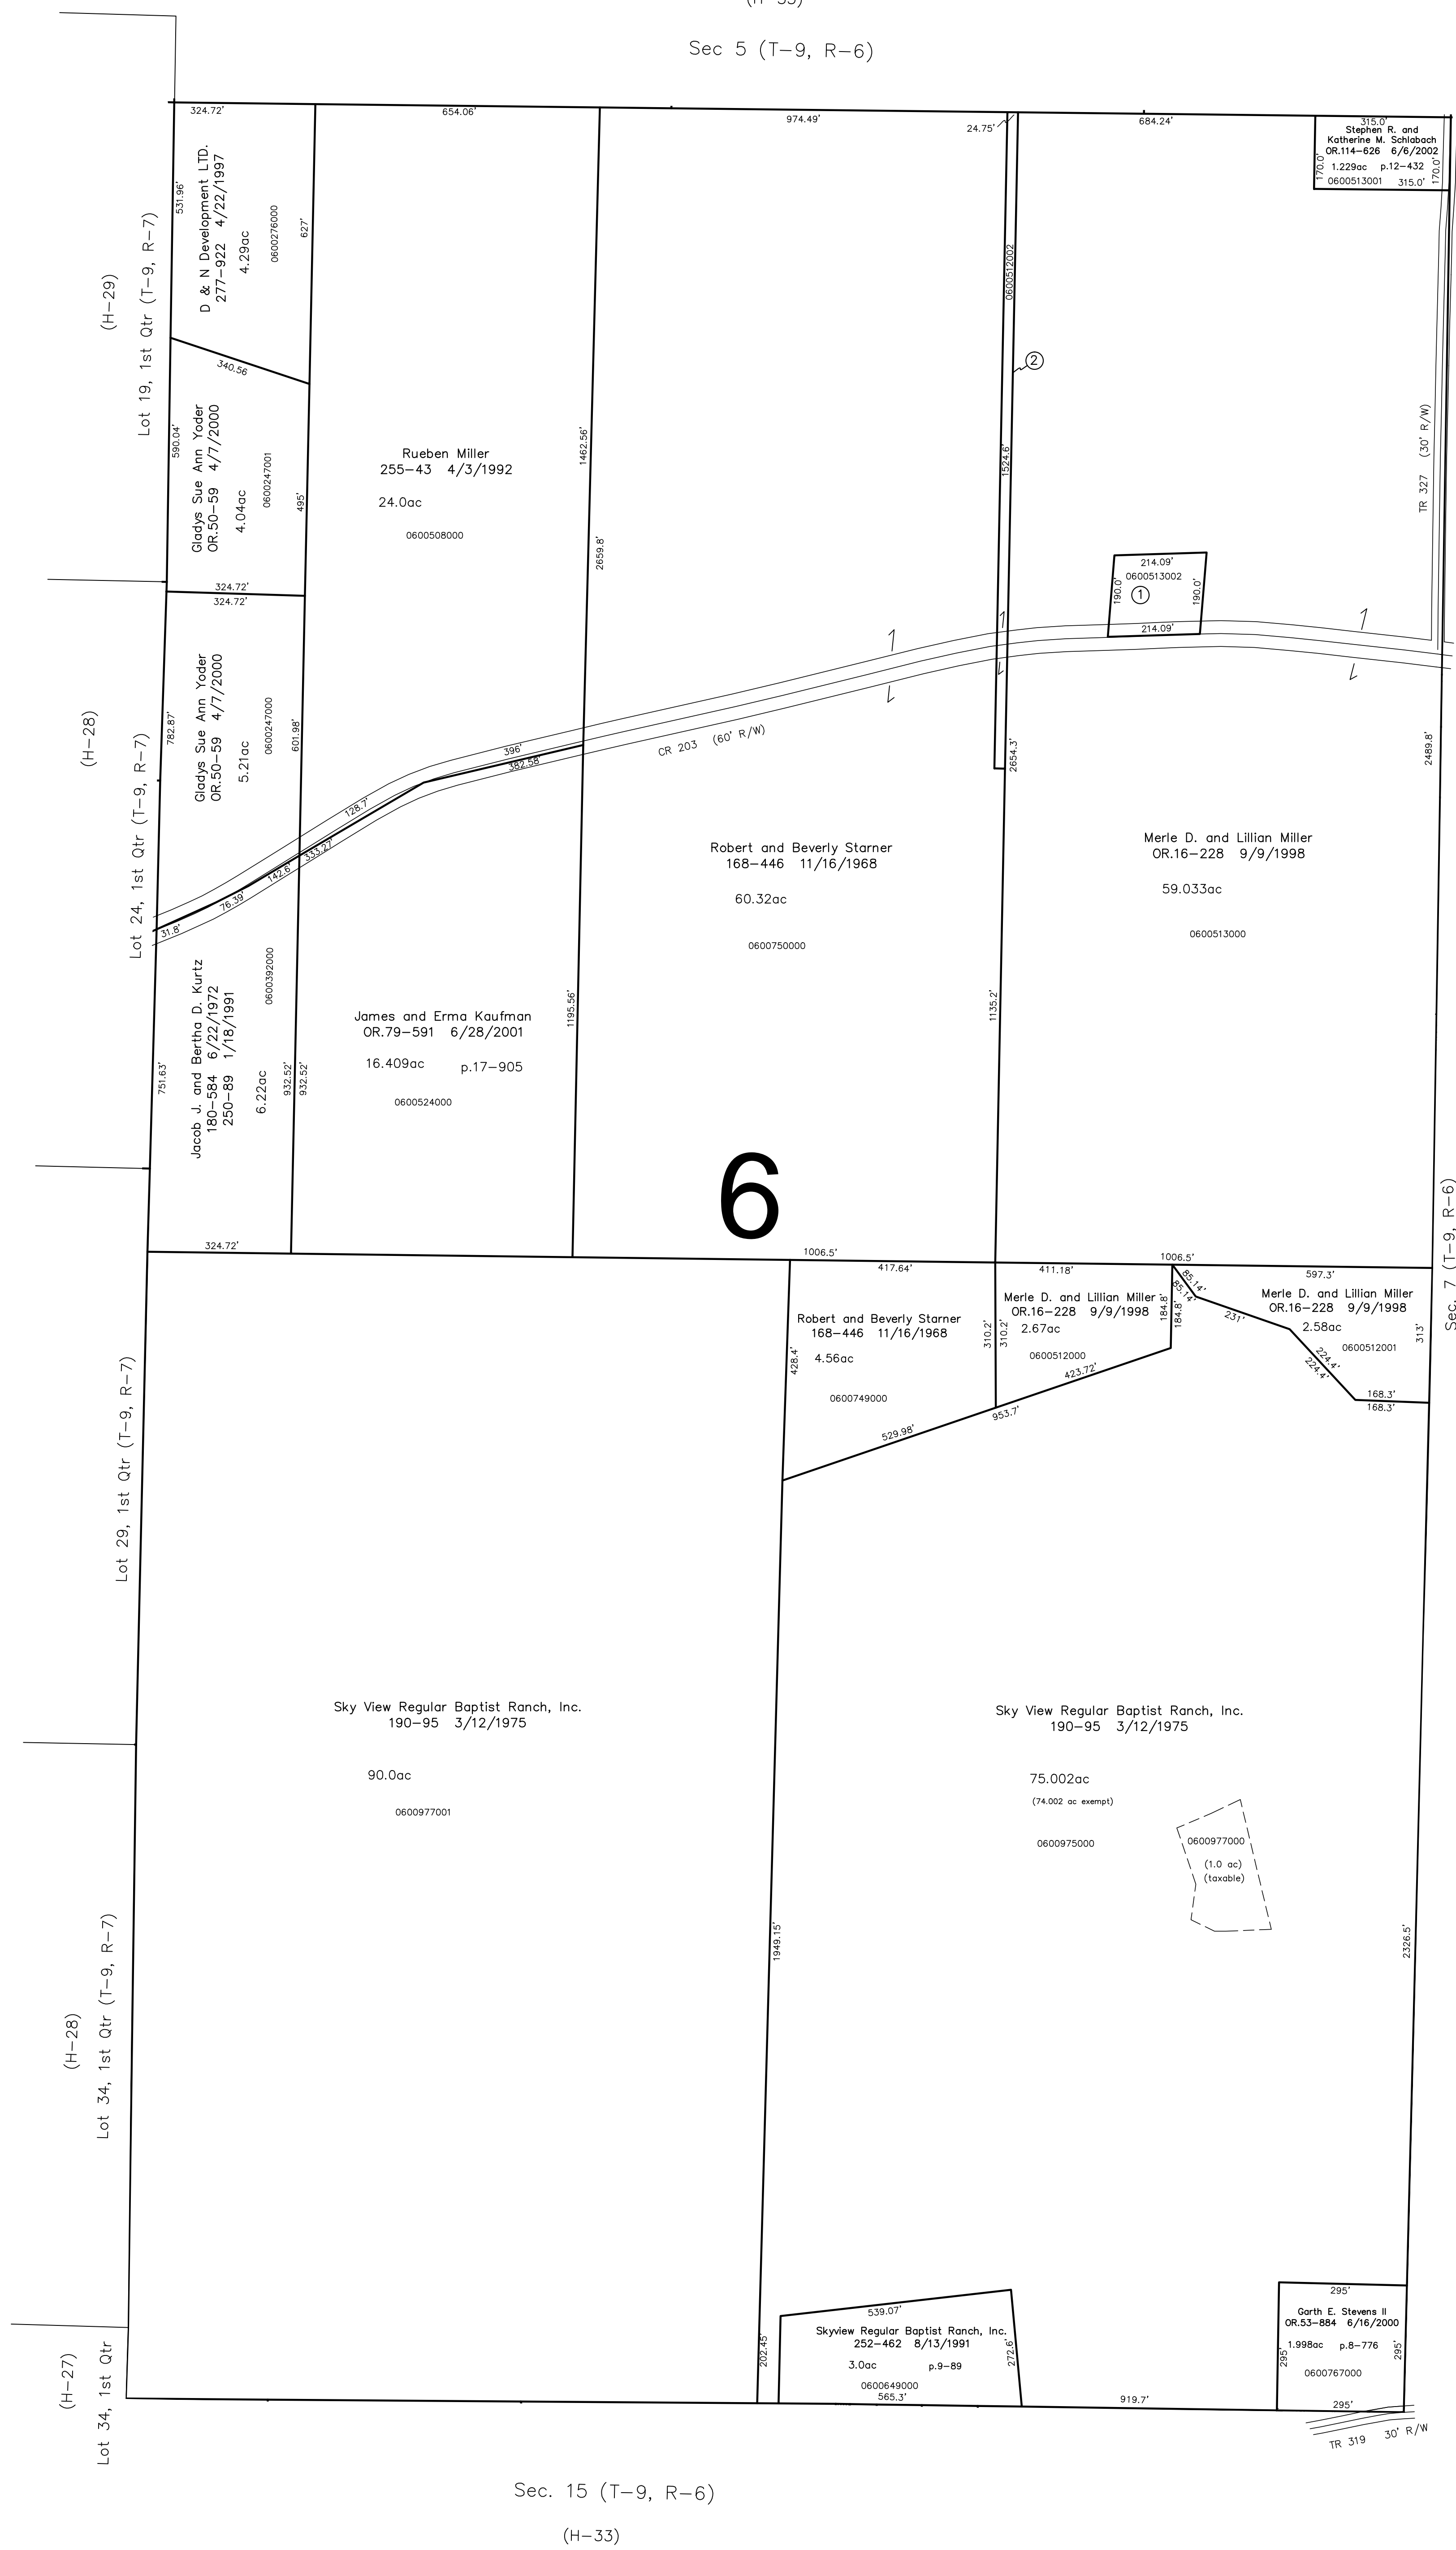 Sec 5 (T-9, R-6)
324.72'
654.06'
974.49'
24.75'
684.24'
315.0'
Stephen R. and
Katherine M. Schlabach
OR.114-626 6/6/2002
1.229ac p.12-432
0600513001 315.0'
170.0'
170.0'
(H-29)
Lot 19, 1st Qtr (T-9, R-7)
531.96'
D & N Development LTD.
277-922 4/22/1997
4.29ac
0600276000
627'
340.56
590.04'
Gladys Sue Ann Yoder
OR.50-59 4/7/2000
4.04ac
0600247001
495'
324.72'
324.72'
Rueben Miller
255-43 4/3/1992
24.0ac
0600508000
1462.56'
2659.8'
0600512002
2
1524.6'
TR 327 (30' R/W)
214.09'
0600513002
190.0'
1
190.0'
214.09'
(H-28)
Lot 24, 1st Qtr (T-9, R-7)
782.87'
Gladys Sue Ann Yoder
OR.50-59 4/7/2000
5.21ac
0600247000
601.98'
396'
382.58'
128.7'
333.27'
142.6'
76.39'
31.8'
CR 203 (60' R/W)
2654.3'
2489.8'
Robert and Beverly Starner
168-446 11/16/1968
60.32ac
0600750000
Merle D. and Lillian Miller
OR.16-228 9/9/1998
59.033ac
0600513000
751.63'
Jacob J. and Bertha D. Kurtz
180-584 6/22/1972
250-89 1/18/1991
6.22ac
0600392000
932.52'
932.52'
James and Erma Kaufman
OR.79-591 6/28/2001
16.409ac p.17-905
0600524000
1195.56'
1135.2'
6
Sec. 7 (T-9, R-6)
324.72'
1006.5'
1006.5'
417.64'
411.18'
597.3'
Robert and Beverly Starner
168-446 11/16/1968
4.56ac
0600749000
428.4'
310.2'
310.2'
Merle D. and Lillian Miller
OR.16-228 9/9/1998
2.67ac
0600512000
184.8'
184.8'
85.14'
85.14'
231'
Merle D. and Lillian Miller
OR.16-228 9/9/1998
2.58ac
0600512001
313'
224.4'
224.4'
168.3'
168.3'
423.72'
953.7'
529.98'
Lot 29, 1st Qtr (T-9, R-7)
Sky View Regular Baptist Ranch, Inc.
190-95 3/12/1975
90.0ac
0600977001
Sky View Regular Baptist Ranch, Inc.
190-95 3/12/1975
75.002ac
(74.002 ac exempt)
0600975000
0600977000
(1.0 ac)
(taxable)
1949.15'
2326.5'
(H-28)
Lot 34, 1st Qtr (T-9, R-7)
539.07'
Skyview Regular Baptist Ranch, Inc.
252-462 8/13/1991
3.0ac p.9-89
0600649000
565.3'
202.45'
272.6'
919.7'
295'
Garth E. Stevens II
OR.53-884 6/16/2000
1.998ac p.8-776
0600767000
295'
295'
295'
TR 319 30' R/W
(H-27)
Lot 34, 1st Qtr
Sec. 15 (T-9, R-6)
(H-33)